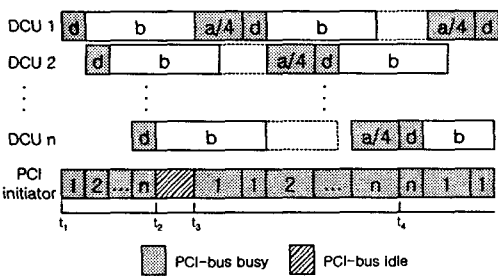 DCU 1 d b a/4 d b a/4 d
DCU 2 d b a/4 d b
DCU n d b a/4 d b
PCI initiator 1 2 ... n 1 1 2 ... n n 1 1
t1 t2 t3 t4
PCI-bus busy PCI-bus idle